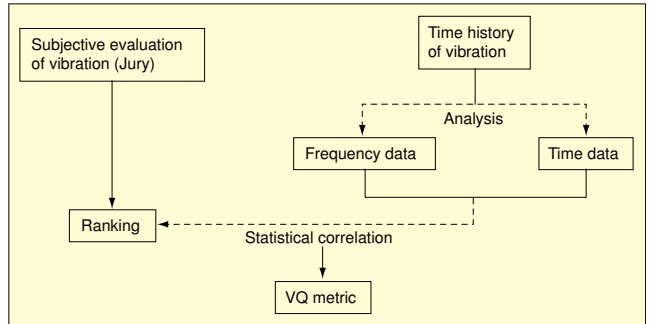 Subjective evaluation
of vibration (Jury)
Time history
of vibration
Analysis
Frequency data
Time data
Ranking
Statistical correlation
VQ metric